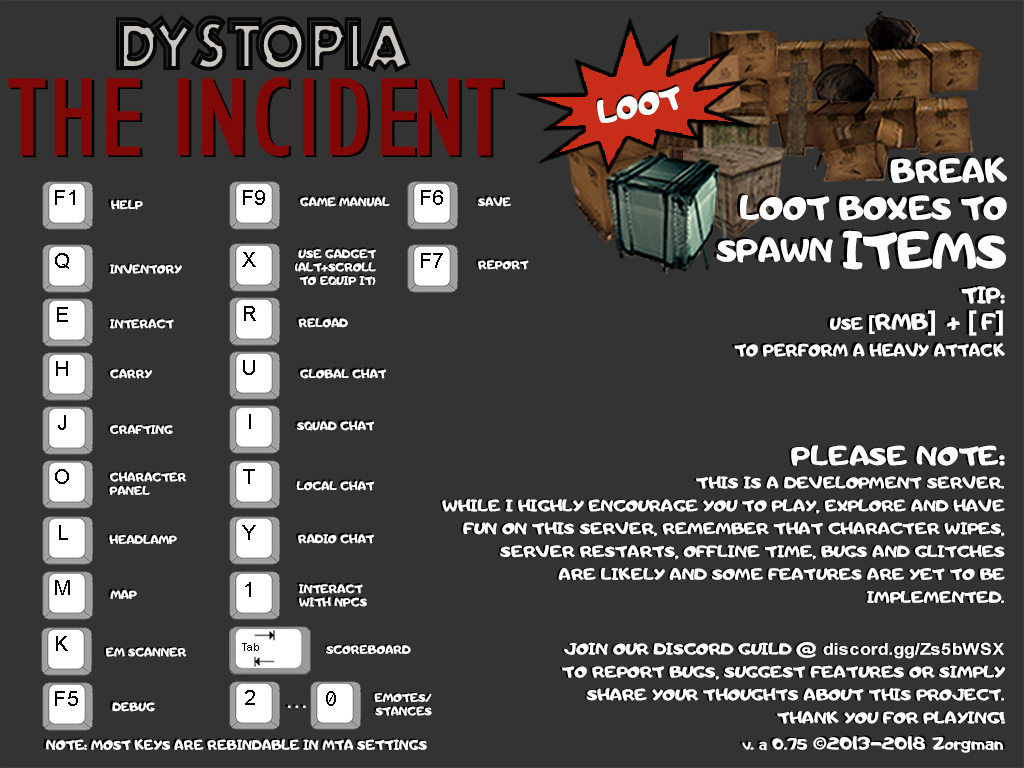 DYSTOPIA
THE INCIDENT
LOOT
BREAK
LOOT BOXES TO
SPAWN ITEMS
TIP:
USE [RMB] + [F]
TO PERFORM A HEAVY ATTACK
F1 HELP
F9 GAME MANUAL
F6 SAVE
Q INVENTORY
X USE GADGET
(ALT+SCROLL
TO EQUIP IT)
F7 REPORT
E INTERACT
R RELOAD
H CARRY
U GLOBAL CHAT
J CRAFTING
I SQUAD CHAT
O CHARACTER
PANEL
T LOCAL CHAT
L HEADLAMP
Y RADIO CHAT
M MAP
1 INTERACT
WITH NPCS
K EM SCANNER
Tab SCOREBOARD
F5 DEBUG
2 ... 0 EMOTES/
STANCES
NOTE: MOST KEYS ARE REBINDABLE IN MTA SETTINGS
PLEASE NOTE:
THIS IS A DEVELOPMENT SERVER.
WHILE I HIGHLY ENCOURAGE YOU TO PLAY, EXPLORE AND HAVE
FUN ON THIS SERVER, REMEMBER THAT CHARACTER WIPES,
SERVER RESTARTS, OFFLINE TIME, BUGS AND GLITCHES
ARE LIKELY AND SOME FEATURES ARE YET TO BE
IMPLEMENTED.
JOIN OUR DISCORD GUILD @ discord.gg/Zs5bWSX
TO REPORT BUGS, SUGGEST FEATURES OR SIMPLY
SHARE YOUR THOUGHTS ABOUT THIS PROJECT.
THANK YOU FOR PLAYING!
v. a 0.75 ©2013-2018 Zorgman